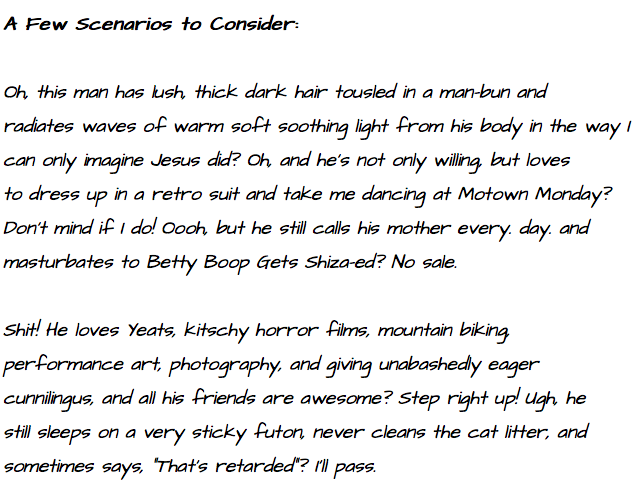 A Few Scenarios to Consider:
Oh, this man has lush, thick dark hair tousled in a man-bun and
radiates waves of warm soft soothing light from his body in the way I
can only imagine Jesus did? Oh, and he's not only willing, but loves
to dress up in a retro suit and take me dancing at Motown Monday?
Don't mind if I do! Oooh, but he still calls his mother every. day. and
masturbates to Betty Boop Gets Shiza-ed? No sale.
Shit! He loves Yeats, kitschy horror films, mountain biking,
performance art, photography, and giving unabashedly eager
cunnilingus, and all his friends are awesome? Step right up! Ugh, he
still sleeps on a very sticky futon, never cleans the cat litter, and
sometimes says, "That's retarded"? I'll pass.